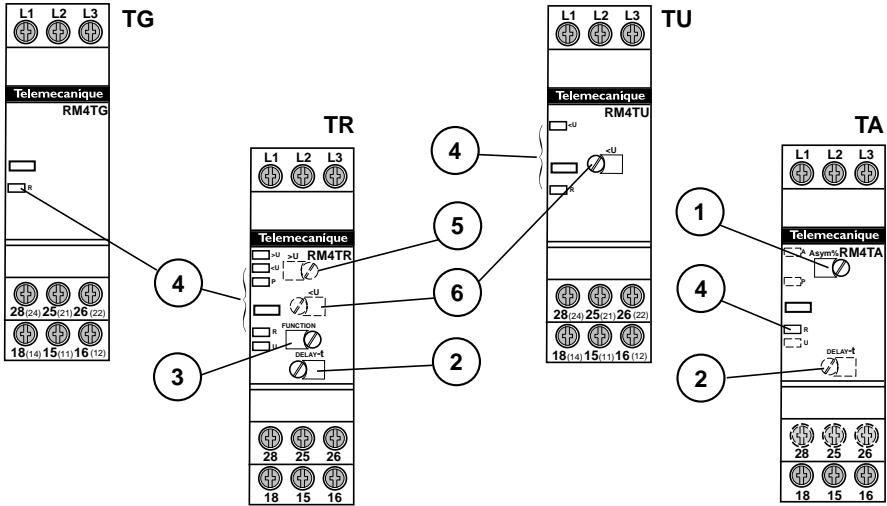 TG
L1 L2 L3
Telemecanique
RM4TG
R
28(24) 25(21) 26(22)
18(14) 15(11) 16(12)
4
TR
L1 L2 L3
Telemecanique
>U >U RM4TR
<U
P
<U
R FUNCTION
U
DELAY-t
28 25 26
18 15 16
5
6
3
2
4
TU
L1 L2 L3
Telemecanique
RM4TU
<U
<U
R
28(24) 25(21) 26(22)
18(14) 15(11) 16(12)
TA
L1 L2 L3
Telemecanique
A Asym% RM4TA
P
R
U
DELAY-t
28 25 26
18 15 16
1
4
2